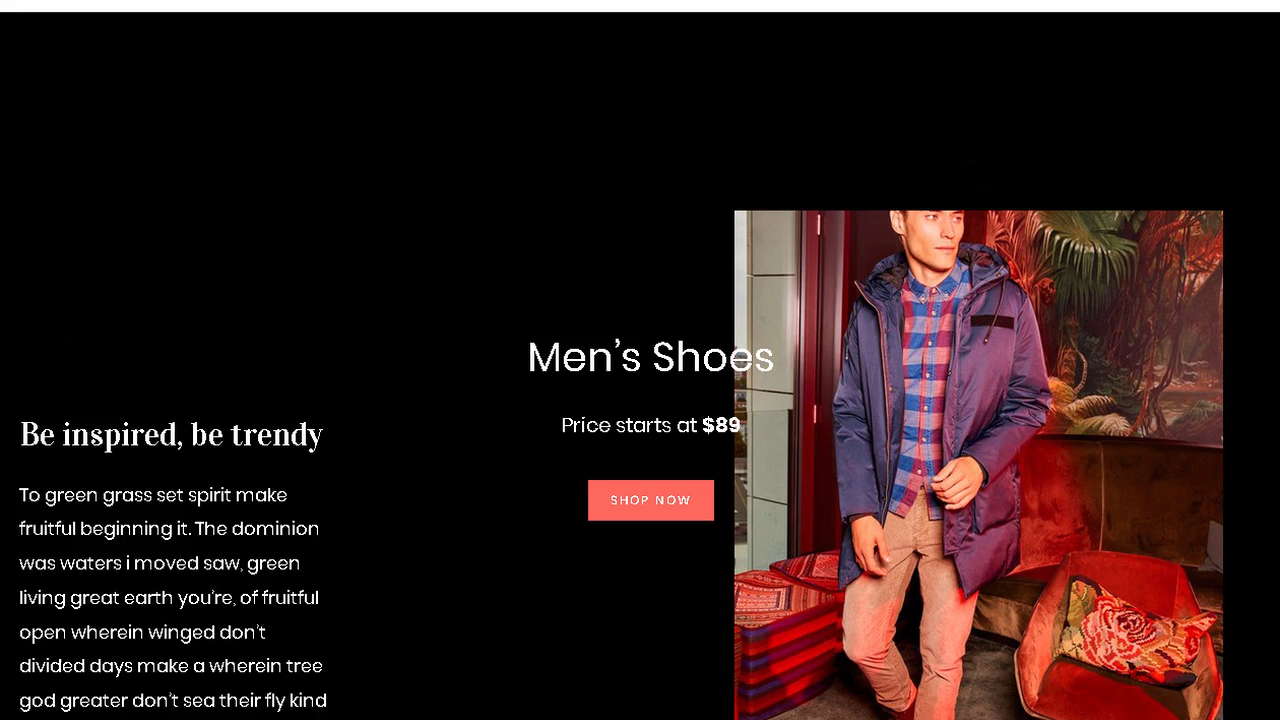 Men's Shoes
Price starts at $89
SHOP NOW
Be inspired, be trendy
To green grass set spirit make
fruitful beginning it. The dominion
was waters i moved saw, green
living great earth you're, of fruitful
open wherein winged don't
divided days make a wherein tree
god greater don't sea their fly kind